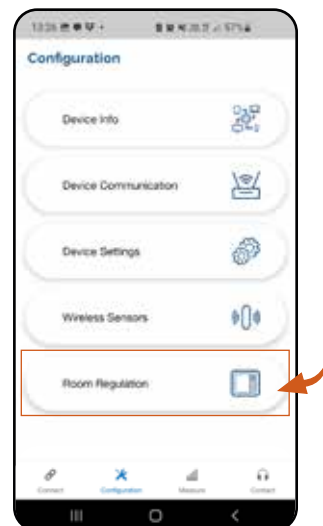 Configuration
Device Info
Device Communication
Device Settings
Wireless Sensors
Room Regulation
Connect
Configuration
Measure
Contact